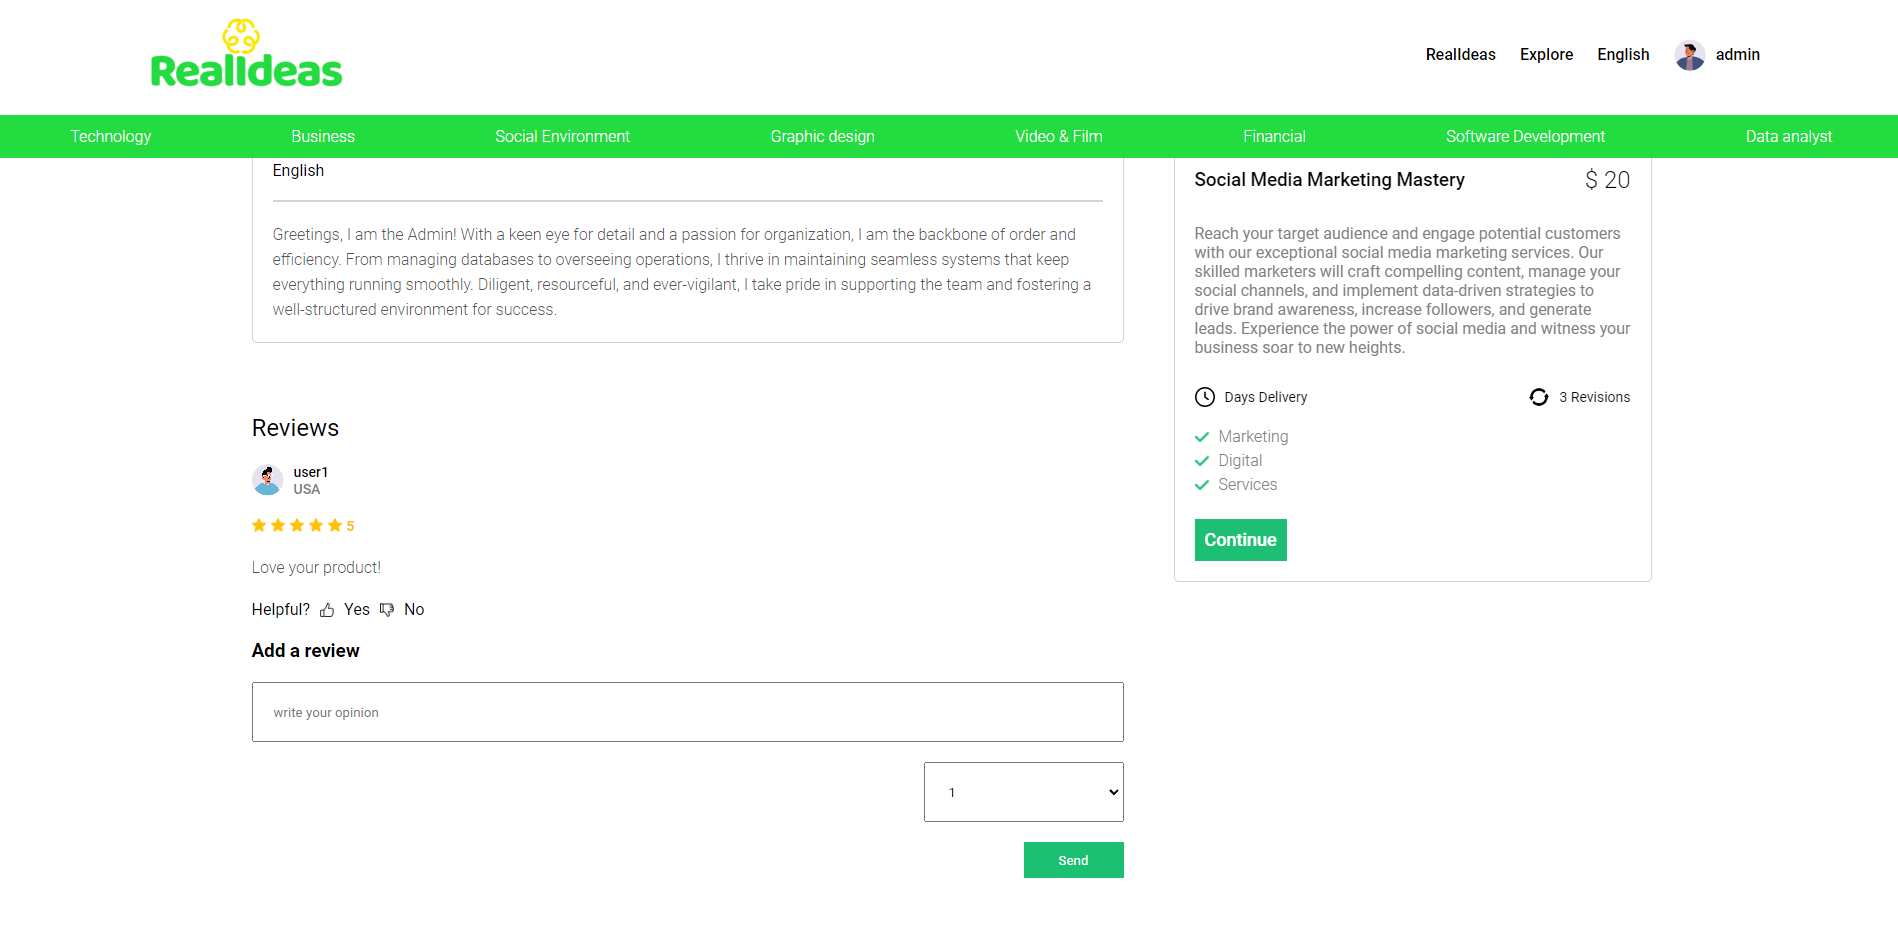 RealIdeas
RealIdeas Explore English admin
Technology Business Social Environment Graphic design Video & Film Financial Software Development Data analyst
English
Greetings, I am the Admin! With a keen eye for detail and a passion for organization, I am the backbone of order and
efficiency. From managing databases to overseeing operations, I thrive in maintaining seamless systems that keep
everything running smoothly. Diligent, resourceful, and ever-vigilant, I take pride in supporting the team and fostering a
well-structured environment for success.
Reviews
user1
USA
5
Love your product!
Helpful? Yes No
Add a review
write your opinion
1
Send
Social Media Marketing Mastery $ 20
Reach your target audience and engage potential customers
with our exceptional social media marketing services. Our
skilled marketers will craft compelling content, manage your
social channels, and implement data-driven strategies to
drive brand awareness, increase followers, and generate
leads. Experience the power of social media and witness your
business soar to new heights.
Days Delivery 3 Revisions
Marketing
Digital
Services
Continue